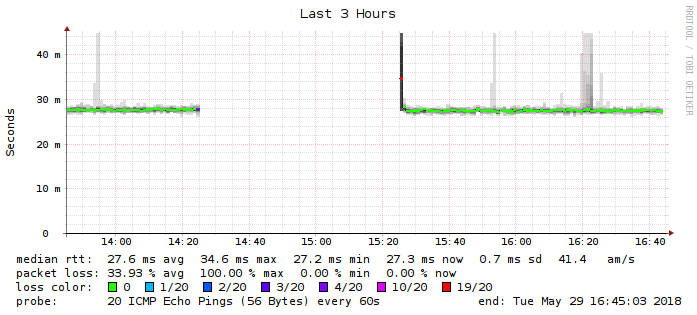 Last 3 Hours
RRDTOOL / TOBI OETIKER
Seconds
40 m
30 m
20 m
10 m
0
14:00 14:20 14:40 15:00 15:20 15:40 16:00 16:20 16:40
median rtt: 27.6 ms avg 34.6 ms max 27.2 ms min 27.3 ms now 0.7 ms sd 41.4 am/s
packet loss: 33.93 % avg 100.00 % max 0.00 % min 0.00 % now
loss color: 0 1/20 2/20 3/20 4/20 10/20 19/20
probe: 20 ICMP Echo Pings (56 Bytes) every 60s end: Tue May 29 16:45:03 2018